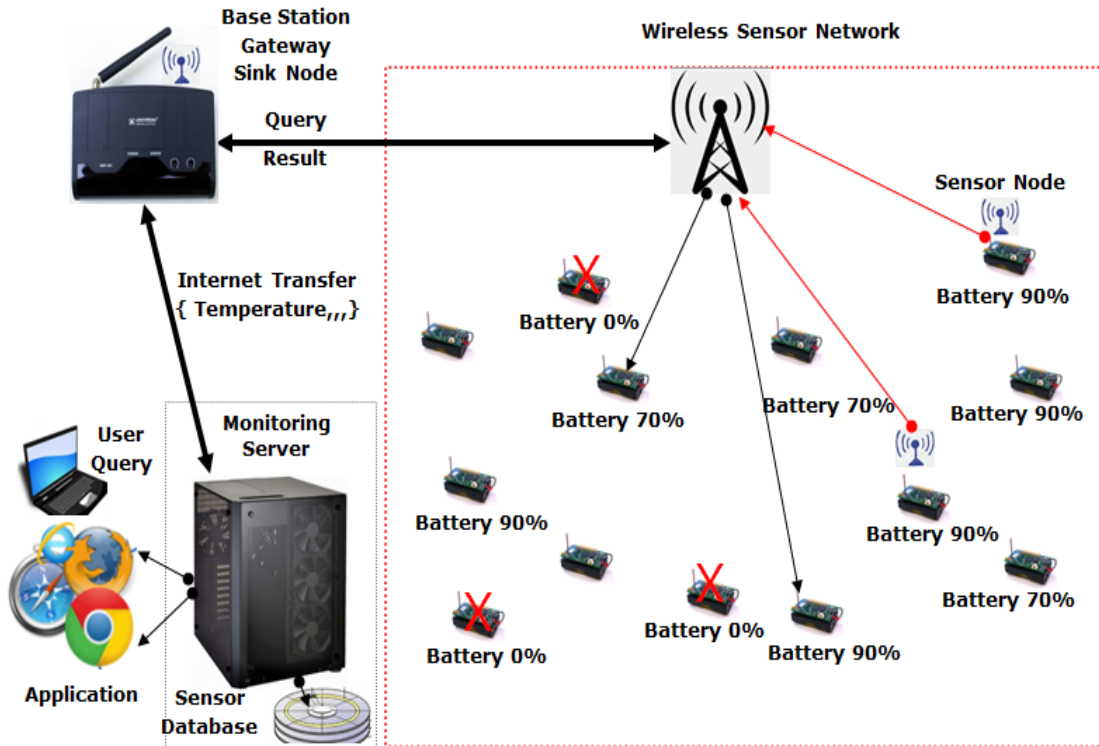 Base Station
Gateway
Sink Node
Wireless Sensor Network
Query
Result
Sensor Node
Internet Transfer
{ Temperature,,,}
Battery 90%
Battery 0%
Battery 70%
Battery 70%
Battery 90%
Monitoring
Server
User
Query
Battery 90%
Battery 90%
Battery 70%
Battery 0%
Battery 0%
Battery 90%
Application
Sensor
Database